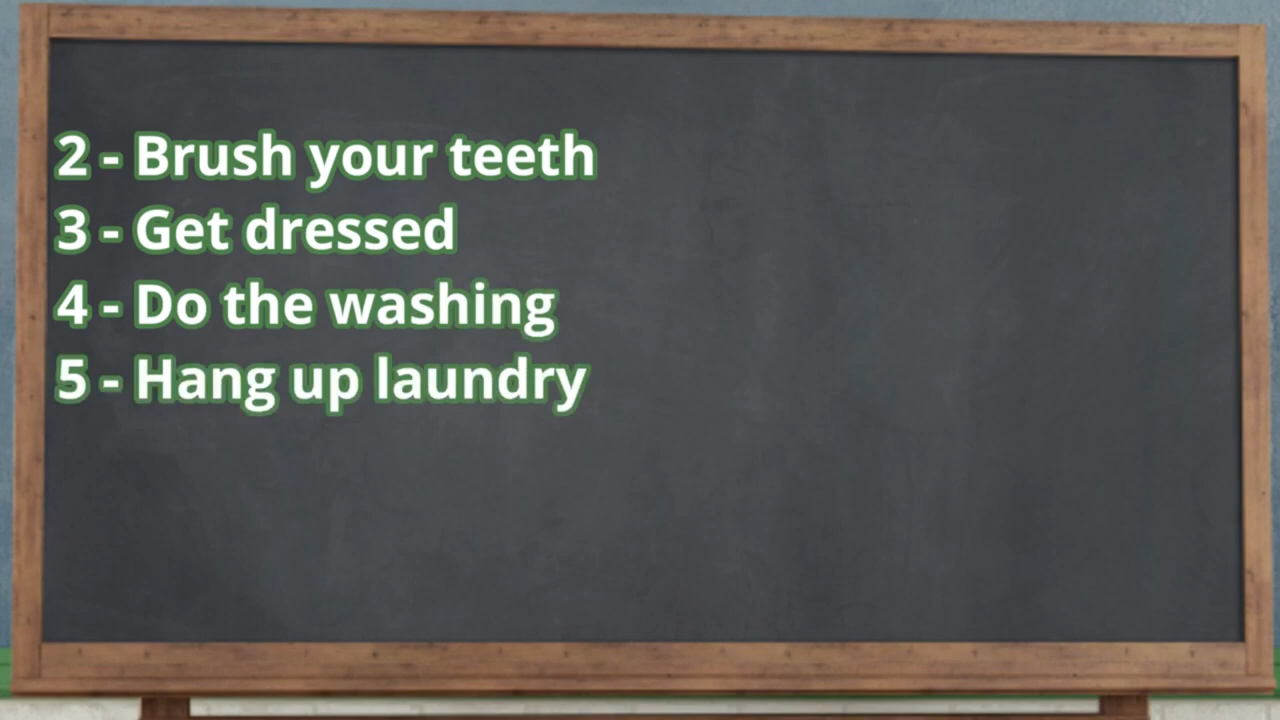 2 - Brush your teeth
3 - Get dressed
4 - Do the washing
5 - Hang up laundry